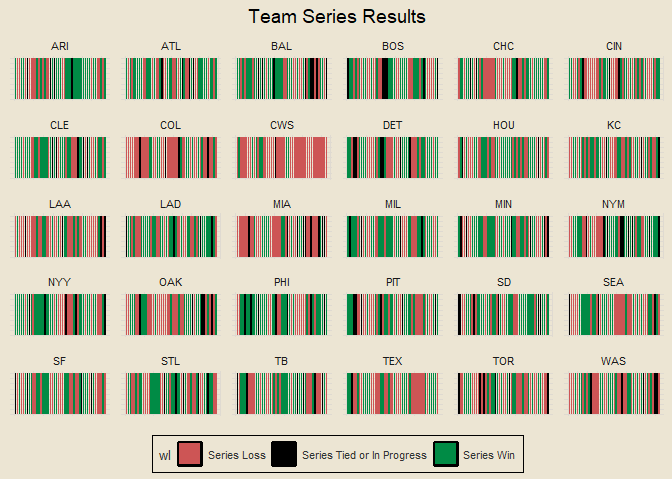 Team Series Results
ARI ATL BAL BOS CHC CIN
CLE COL CWS DET HOU KC
LAA LAD MIA MIL MIN NYM
NYY OAK PHI PIT SD SEA
SF STL TB TEX TOR WAS
wl Series Loss Series Tied or In Progress Series Win